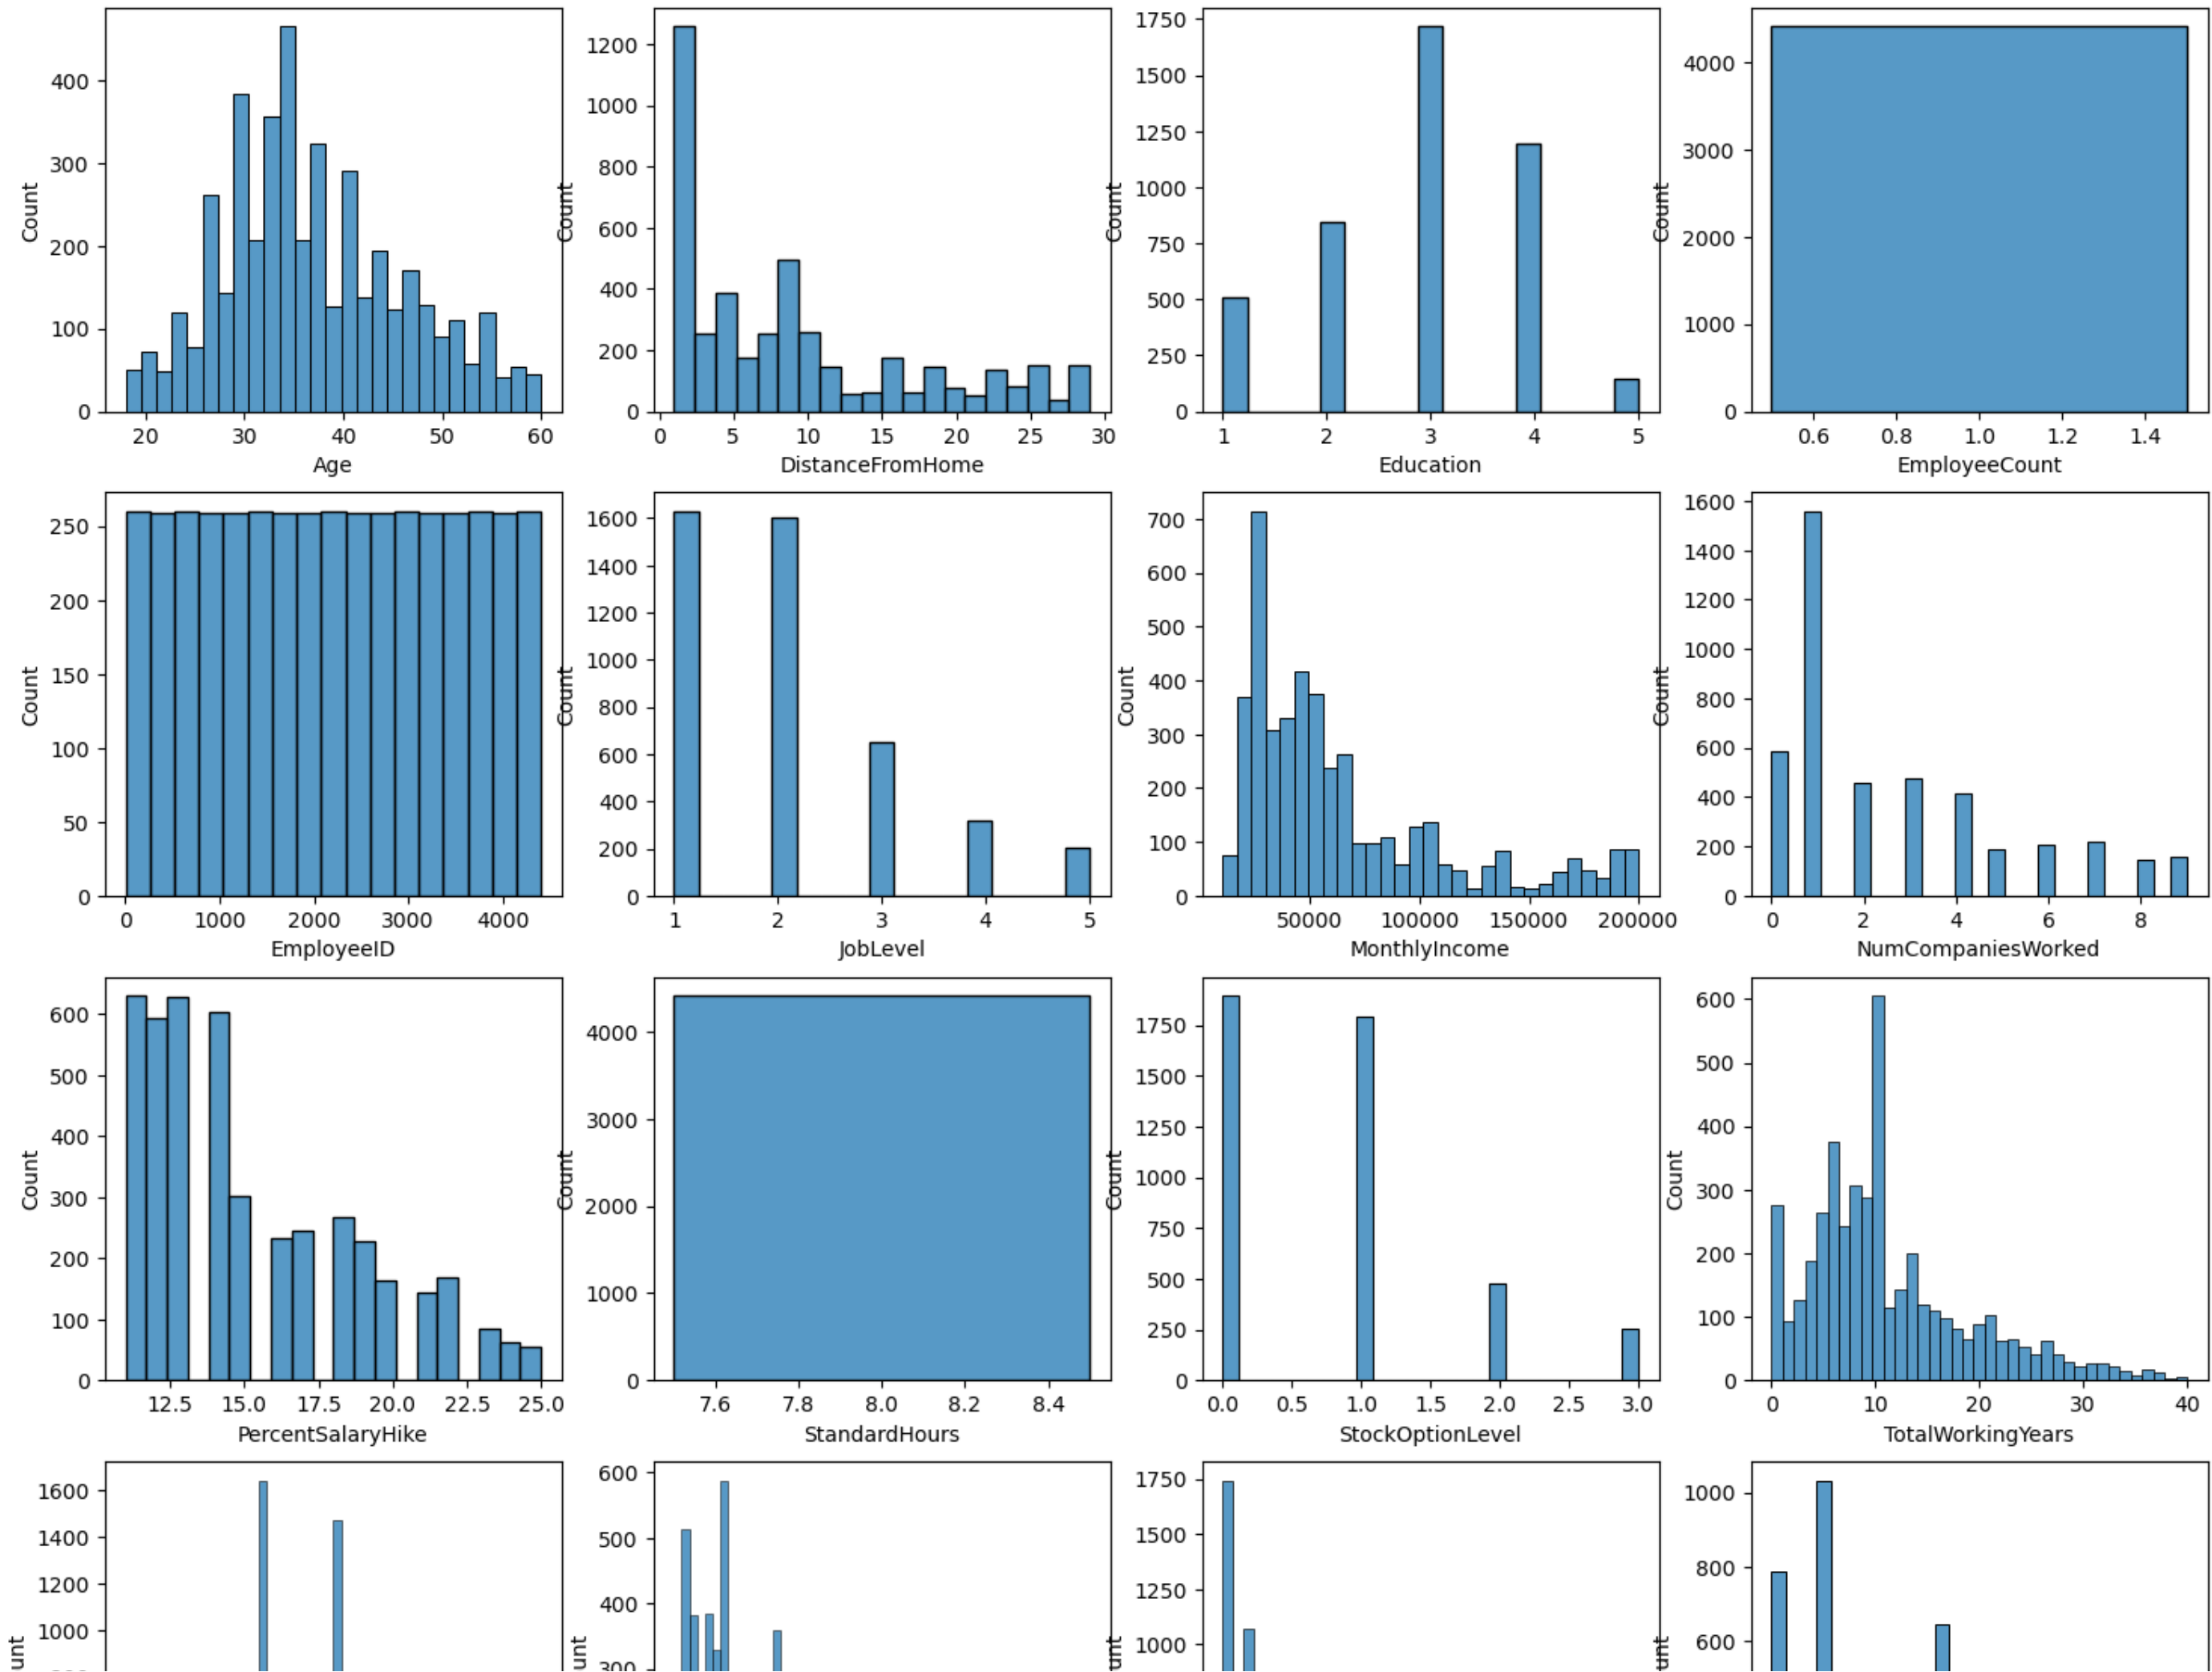 Count
400
300
200
100
0
20 30 40 50 60
Age
Count
1200
1000
800
600
400
200
0
0 5 10 15 20 25 30
DistanceFromHome
Count
1750
1500
1250
1000
750
500
250
0
1 2 3 4 5
Education
Count
4000
3000
2000
1000
0
0.6 0.8 1.0 1.2 1.4
EmployeeCount
Count
250
200
150
100
50
0
0 1000 2000 3000 4000
EmployeeID
Count
1600
1400
1200
1000
800
600
400
200
0
1 2 3 4 5
JobLevel
Count
700
600
500
400
300
200
100
0
50000 100000 150000 200000
MonthlyIncome
Count
1600
1400
1200
1000
800
600
400
200
0
0 2 4 6 8
NumCompaniesWorked
Count
600
500
400
300
200
100
0
12.5 15.0 17.5 20.0 22.5 25.0
PercentSalaryHike
Count
4000
3000
2000
1000
0
7.6 7.8 8.0 8.2 8.4
StandardHours
Count
1750
1500
1250
1000
750
500
250
0
0.0 0.5 1.0 1.5 2.0 2.5 3.0
StockOptionLevel
Count
600
500
400
300
200
100
0
0 10 20 30 40
TotalWorkingYears
unt
1600
1400
1200
1000
unt
600
500
400
300
unt
1750
1500
1250
1000
unt
1000
800
600